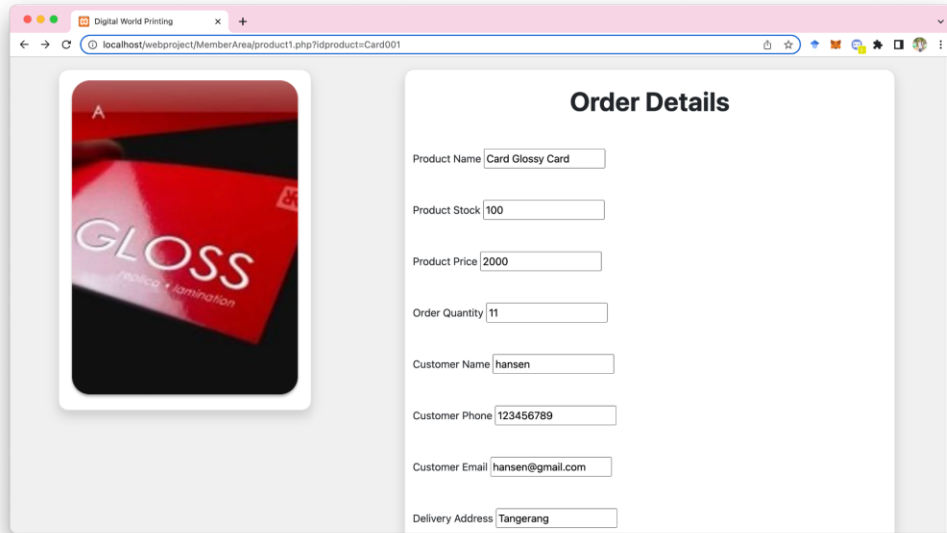 Digital World Printing
localhost/webproject/MemberArea/product1.php?idproduct=Card001
A
GLOSS
replica • lamination
Order Details
Product Name Card Glossy Card
Product Stock 100
Product Price 2000
Order Quantity 11
Customer Name hansen
Customer Phone 123456789
Customer Email hansen@gmail.com
Delivery Address Tangerang